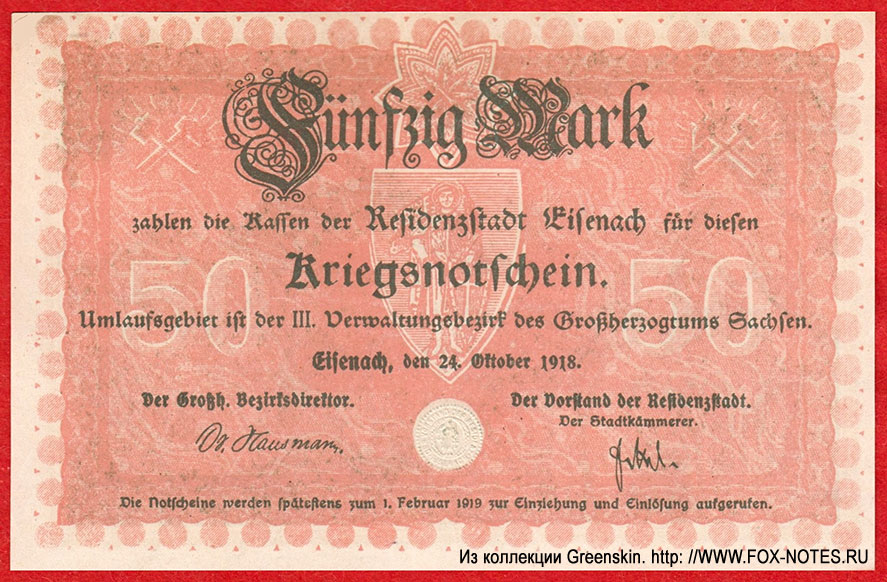 Fünfzig Mark
zahlen die Kassen der Residenzstadt Eisenach für diesen
50 50
Kriegsnotschein.
Umlaufsgebiet ist der III. Verwaltungsbezirk des Großherzogtums Sachsen.
Eisenach, den 24. Oktober 1918.
Der Großh. Bezirksdirektor.
Der Vorstand der Residenzstadt.
Der Stadtkämmerer.
Die Notscheine werden spätestens zum 1. Februar 1919 zur Einziehung und Einlösung aufgerufen.
Из коллекции Greenskin. http: //WWW.FOX-NOTES.RU